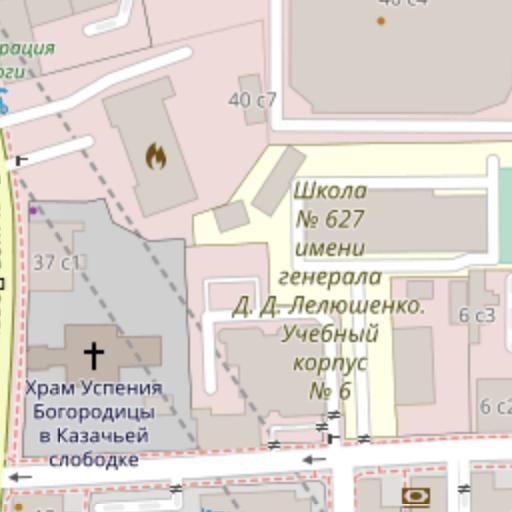 40 с4
рация
40 с7
Школа
№ 627
имени
генерала
Д. Д. Лелюшенко.
Учебный
корпус
№ 6
37 с1
6 с3
Храм Успения
Богородицы
в Казачьей
слободке
6 с2